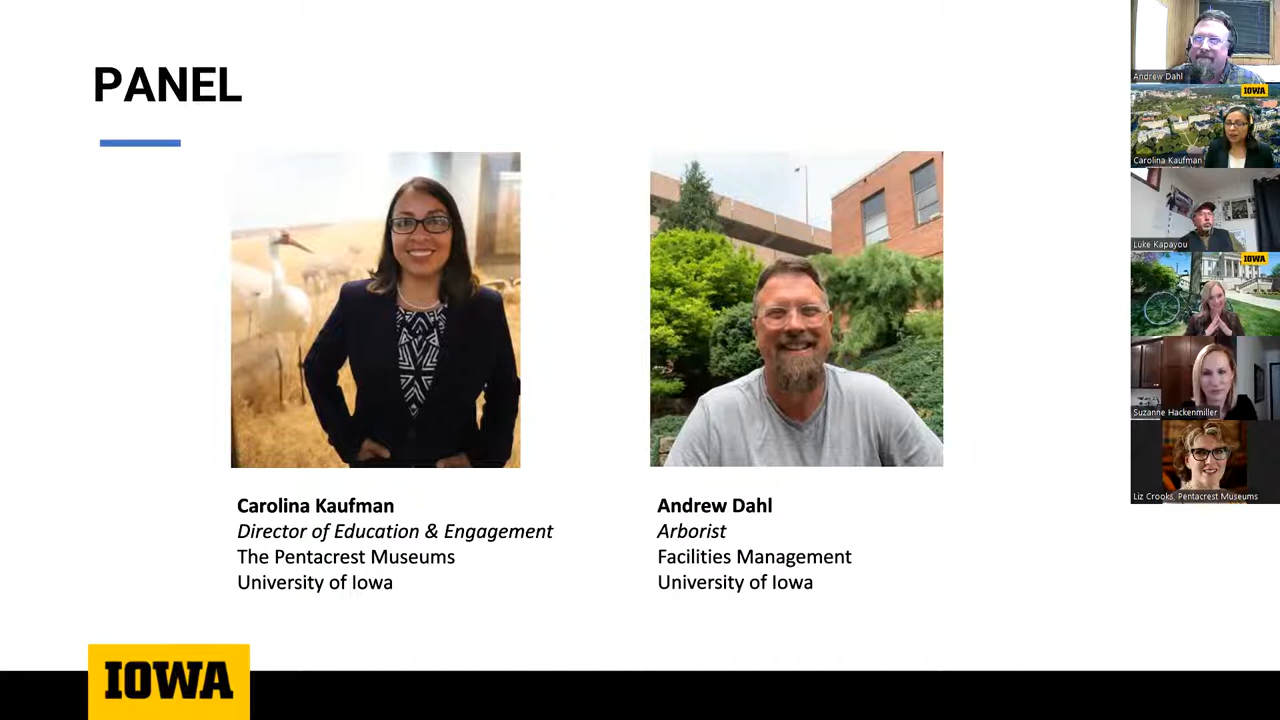 PANEL
Carolina Kaufman
Director of Education & Engagement
The Pentacrest Museums
University of Iowa
Andrew Dahl
Arborist
Facilities Management
University of Iowa
IOWA
Andrew Dahl
IOWA
Carolina Kaufman
Luke Kapayou
IOWA
Suzanne Hackenmiller
Liz Crooks, Pentacrest Museums